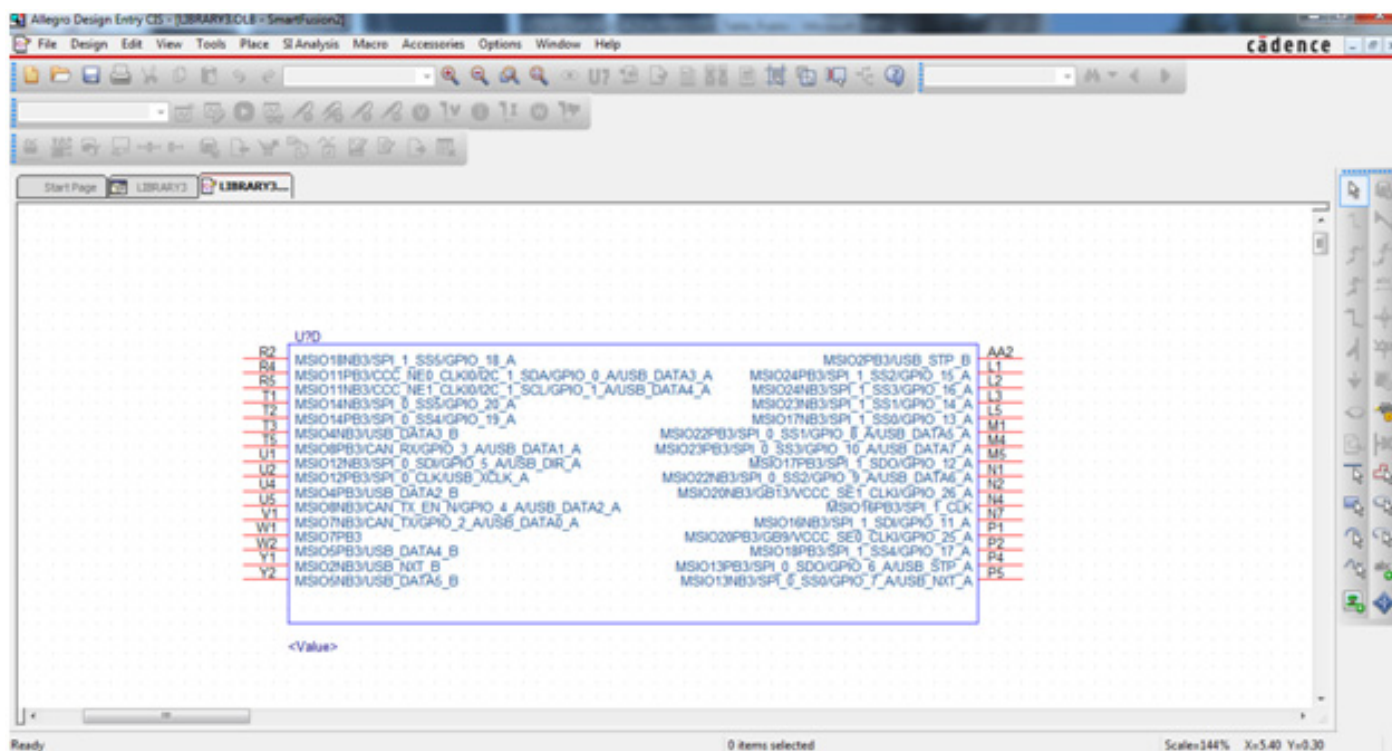 Allegro Design Entry CIS - [LIBRARY3.OLB - SmartFusion2]
File Design Edit View Tools Place SI Analysis Macro Accessories Options Window Help
cādence
U?
Start Page LIBRARY3 LIBRARY3....
U?D
R2 MSIO18NB3/SPI_1_SS5/GPIO_18_A MSIO2PB3/USB_STP_B AA2
R4 MSIO11PB3/CCC_NE0_CLKI0/I2C_1_SDA/GPIO_0_A/USB_DATA3_A MSIO24PB3/SPI_1_SS2/GPIO_15_A L1
R5 MSIO11NB3/CCC_NE1_CLKI0/I2C_1_SCL/GPIO_1_A/USB_DATA4_A MSIO24NB3/SPI_1_SS3/GPIO_16_A L2
T1 MSIO14NB3/SPI_0_SS5/GPIO_20_A MSIO23NB3/SPI_1_SS1/GPIO_14_A L3
T2 MSIO14PB3/SPI_0_SS4/GPIO_19_A MSIO17NB3/SPI_1_SS0/GPIO_13_A L5
T3 MSIO4NB3/USB_DATA3_B MSIO22PB3/SPI_0_SS1/GPIO_8_A/USB_DATA5_A M1
T5 MSIO8PB3/CAN_RX/GPIO_3_A/USB_DATA1_A MSIO23PB3/SPI_0_SS3/GPIO_10_A/USB_DATA7_A M4
U1 MSIO12NB3/SPI_0_SDI/GPIO_5_A/USB_DIR_A MSIO17PB3/SPI_1_SDO/GPIO_12_A M5
U2 MSIO12PB3/SPI_0_CLK/USB_XCLK_A MSIO22NB3/SPI_0_SS2/GPIO_9_A/USB_DATA6_A N1
U4 MSIO4PB3/USB_DATA2_B MSIO20NB3/GB13/VCCC_SE1_CLKI/GPIO_26_A N2
U5 MSIO8NB3/CAN_TX_EN_N/GPIO_4_A/USB_DATA2_A MSIO16PB3/SPI_1_CLK N4
V1 MSIO7NB3/CAN_TX/GPIO_2_A/USB_DATA0_A MSIO16NB3/SPI_1_SDI/GPIO_11_A N7
W1 MSIO7PB3 MSIO20PB3/GB9/VCCC_SE0_CLKI/GPIO_25_A P1
W2 MSIO5PB3/USB_DATA4_B MSIO18PB3/SPI_1_SS4/GPIO_17_A P2
Y1 MSIO2NB3/USB_NXT_B MSIO13PB3/SPI_0_SDO/GPIO_6_A/USB_STP_A P4
Y2 MSIO5NB3/USB_DATA5_B MSIO13NB3/SPI_0_SS0/GPIO_7_A/USB_NXT_A P5
<Value>
Ready 0 items selected Scale=144% X=5.40 Y=0.30